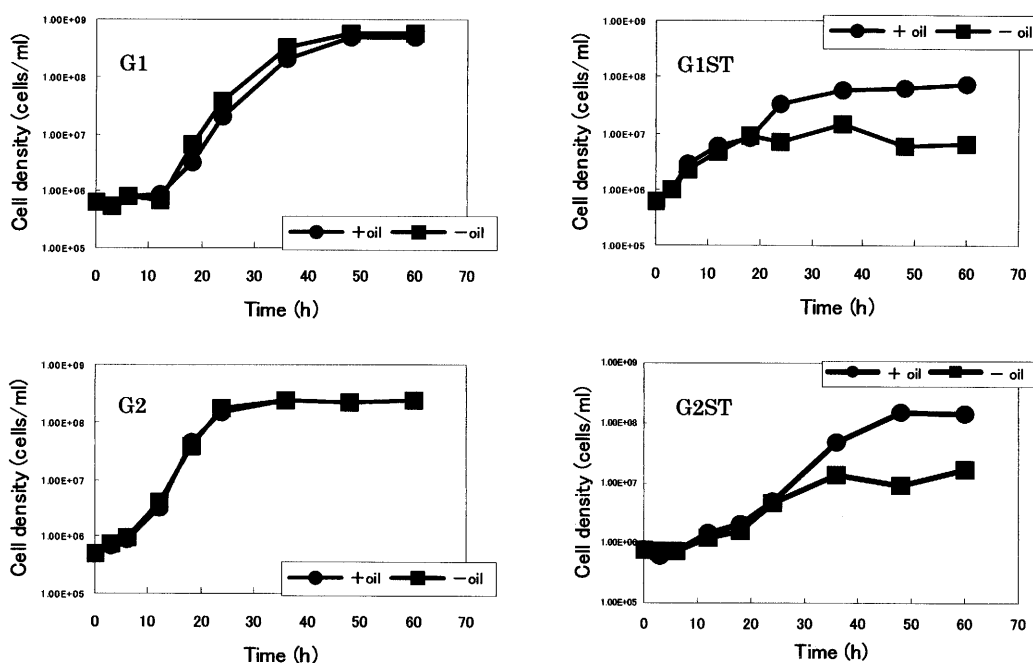 G1
Cell density (cells/ml)
1.00E+09
1.00E+08
1.00E+07
1.00E+06
1.00E+05
0 10 20 30 40 50 60 70
Time (h)
+oil -oil
G1ST
Cell density (cells/ml)
1.00E+09
1.00E+08
1.00E+07
1.00E+06
1.00E+05
0 10 20 30 40 50 60 70
Time (h)
+ oil - oil
G2
Cell density (cells/ml)
1.00E+09
1.00E+08
1.00E+07
1.00E+06
1.00E+05
0 10 20 30 40 50 60 70
Time (h)
+oil -oil
G2ST
Cell density (cells/ml)
1.00E+09
1.00E+08
1.00E+07
1.00E+06
1.00E+05
0 10 20 30 40 50 60 70
Time (h)
+ oil - oil